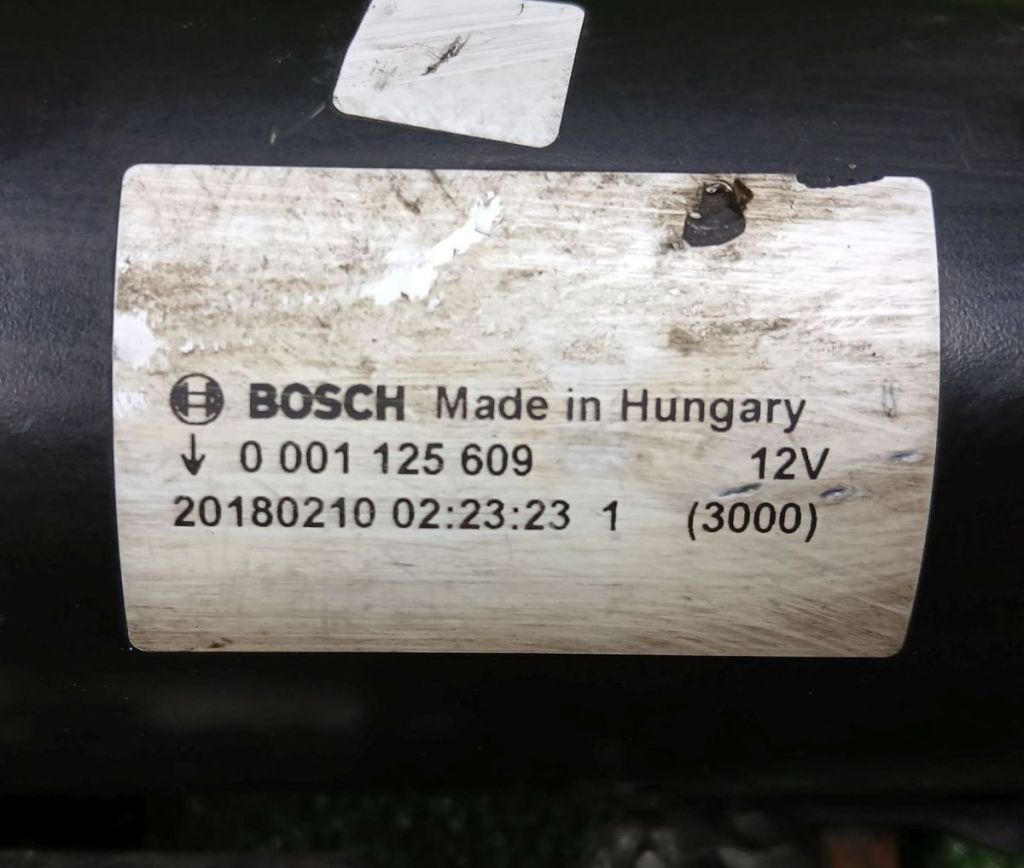 BOSCH Made in Hungary
↓ 0 001 125 609 12V
20180210 02:23:23 1 (3000)